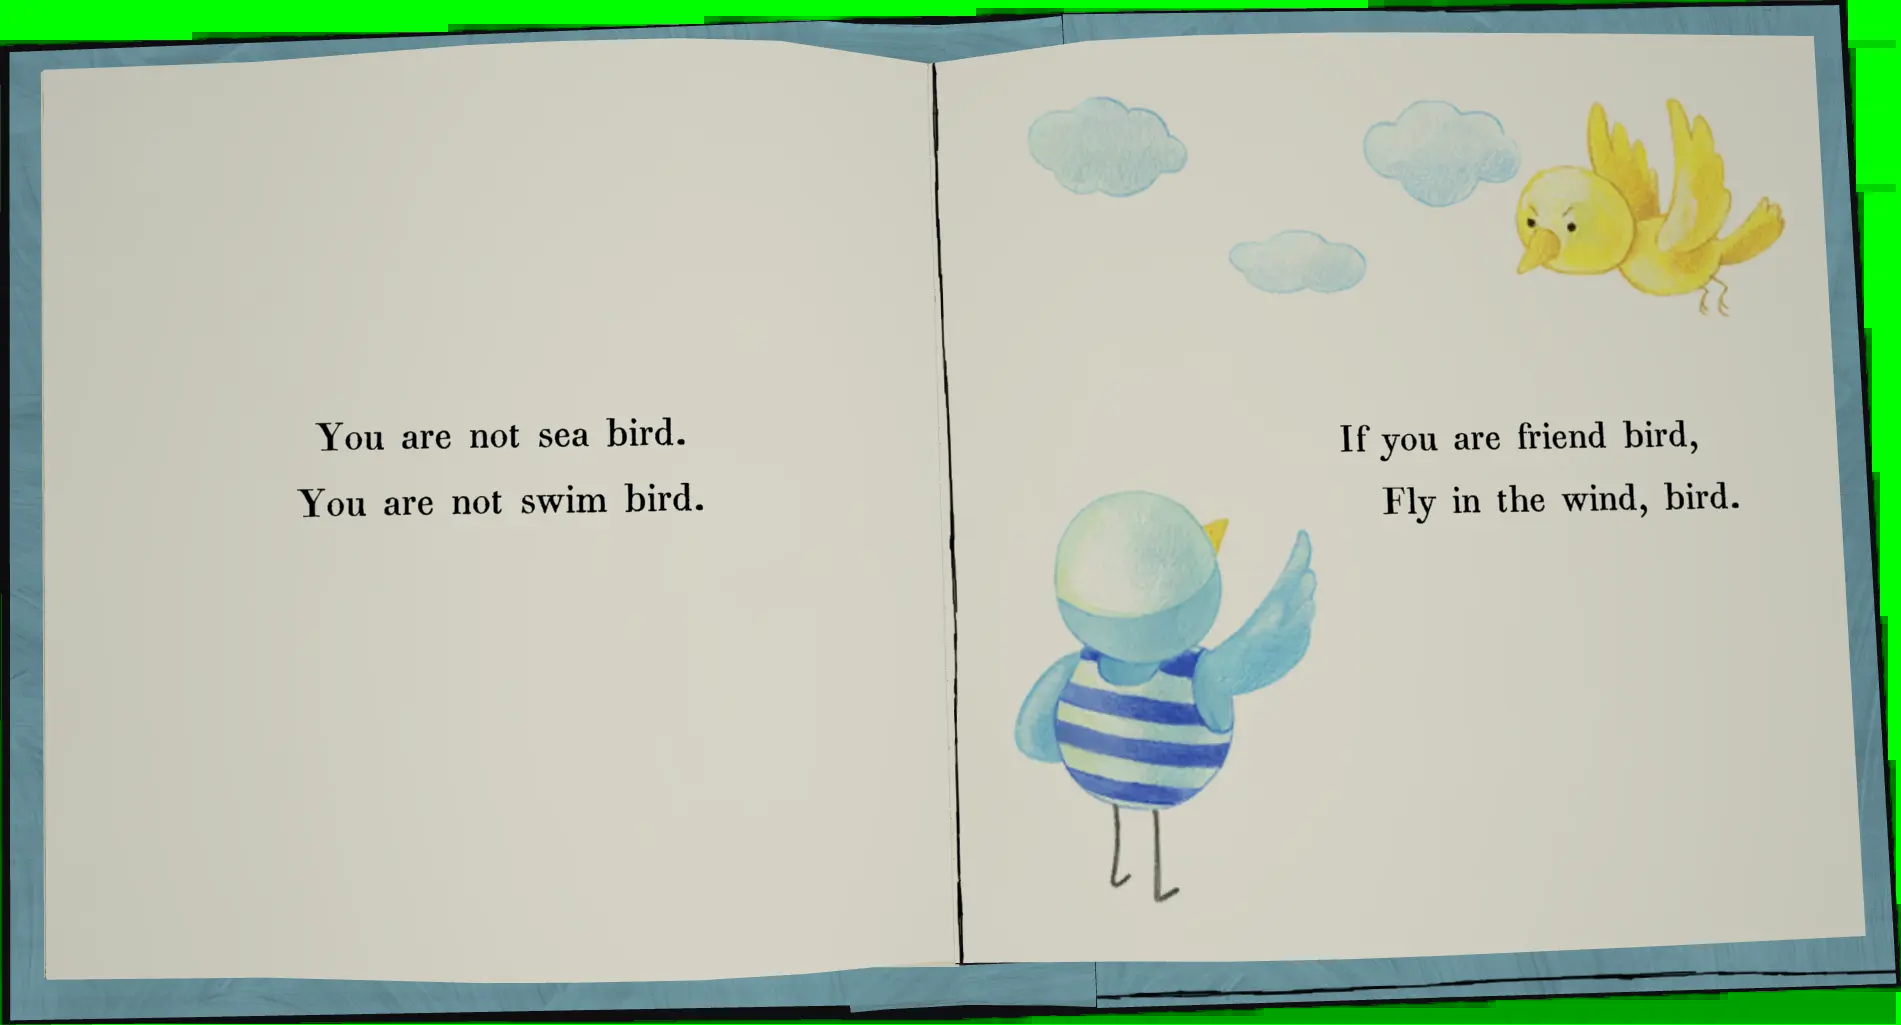 You are not sea bird.
You are not swim bird.
If you are friend bird,
Fly in the wind, bird.